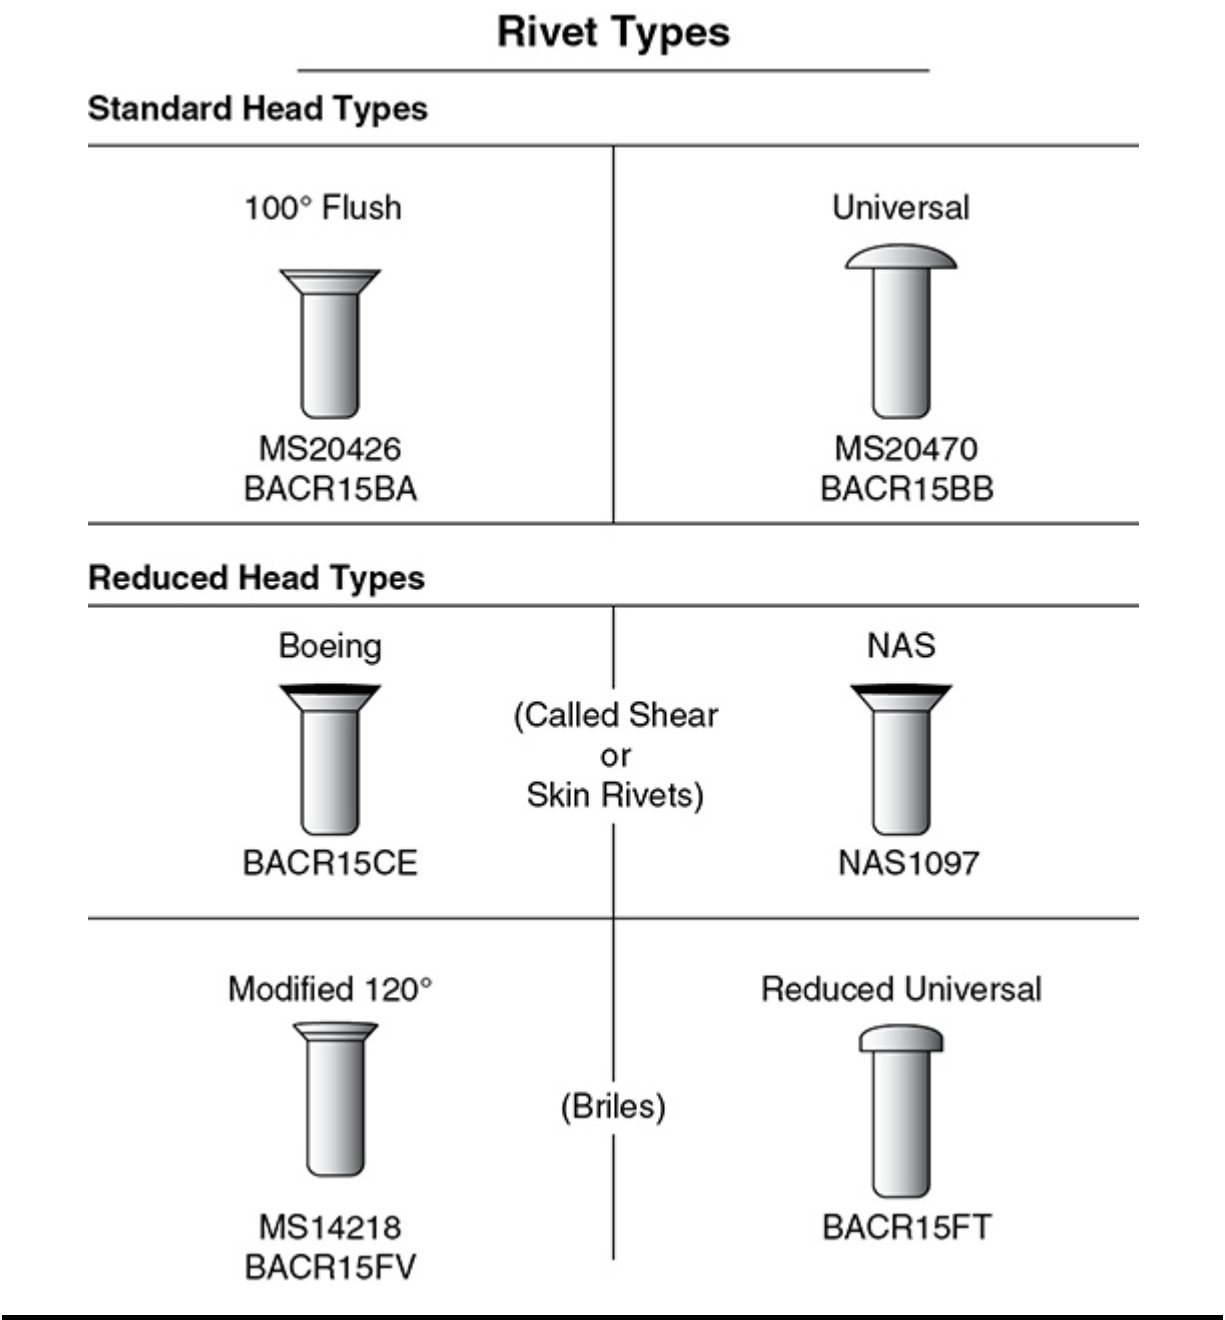 Rivet Types
Standard Head Types
100° Flush
MS20426
BACR15BA
Universal
MS20470
BACR15BB
Reduced Head Types
Boeing
BACR15CE
(Called Shear
or
Skin Rivets)
NAS
NAS1097
Modified 120°
MS14218
BACR15FV
(Briles)
Reduced Universal
BACR15FT